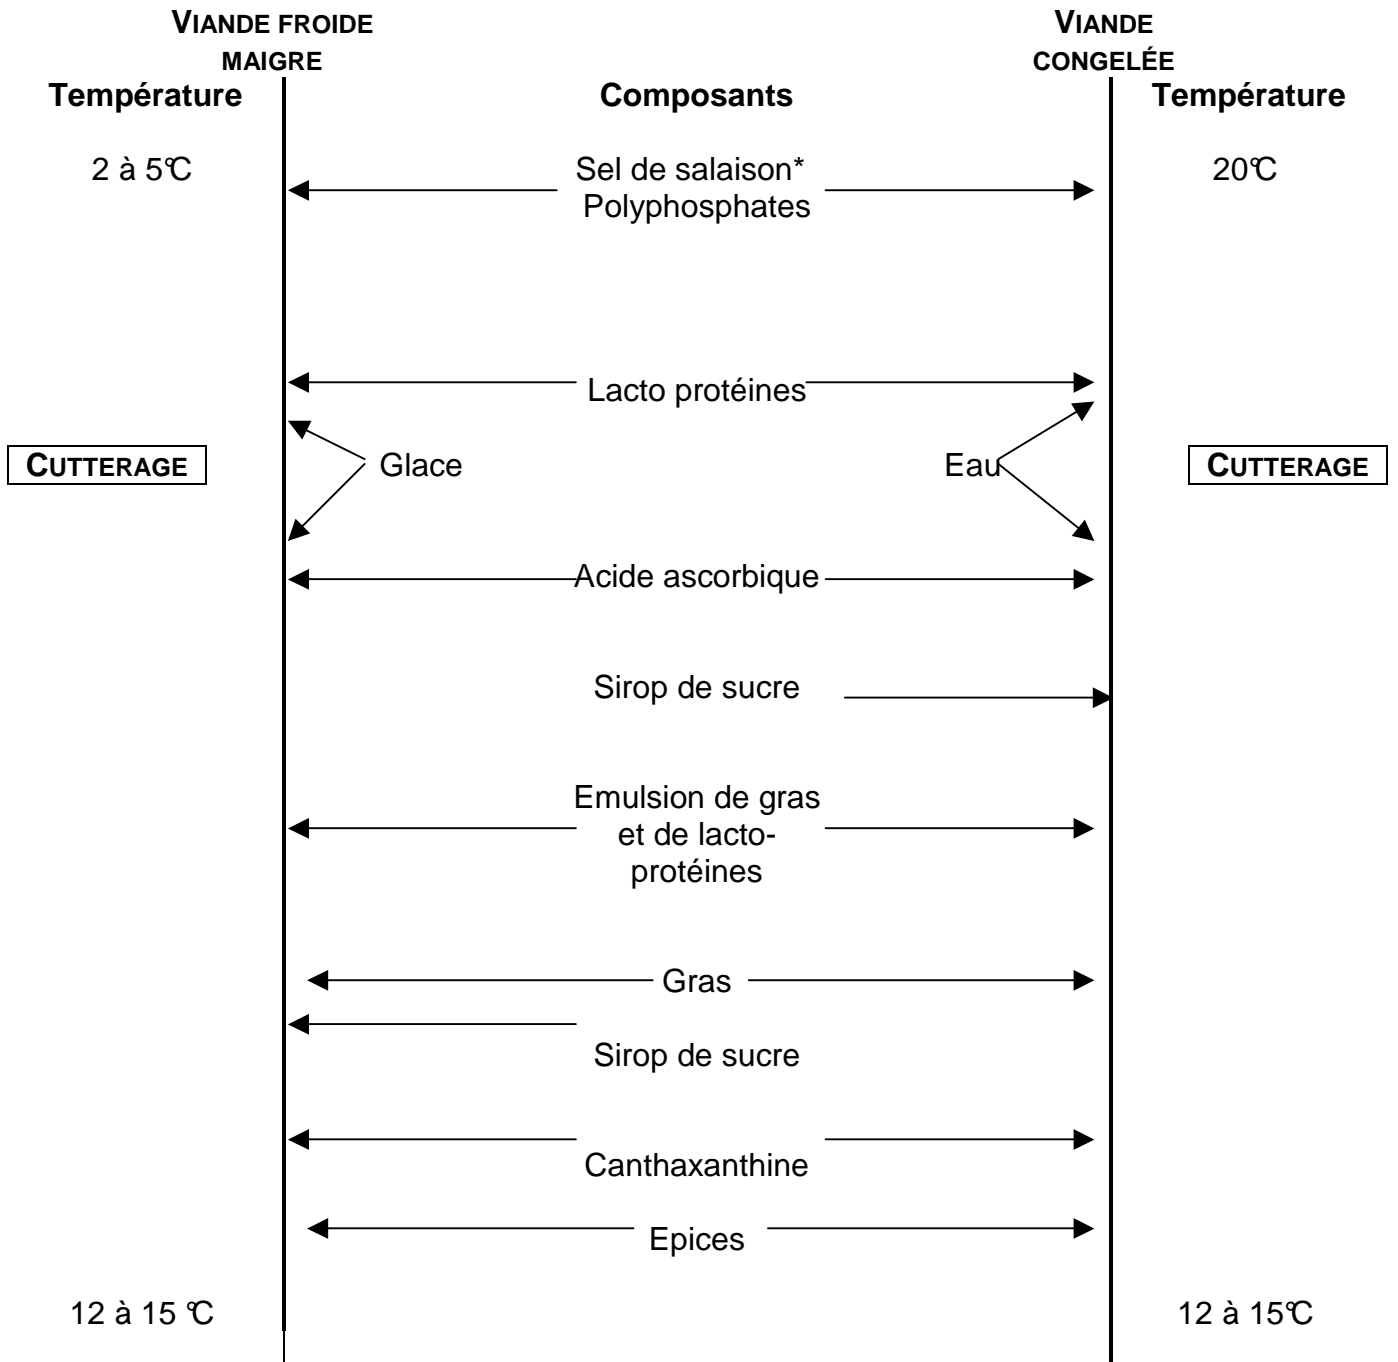 VIANDE FROIDE
MAIGRE
VIANDE
CONGELÉE
Température
Composants
Température
2 à 5°C
Sel de salaison*
Polyphosphates
20°C
Lacto protéines
CUTTERAGE
Glace
Eau
CUTTERAGE
Acide ascorbique
Sirop de sucre
Emulsion de gras
et de lacto-
protéines
Gras
Sirop de sucre
Canthaxanthine
Epices
12 à 15 °C
12 à 15°C